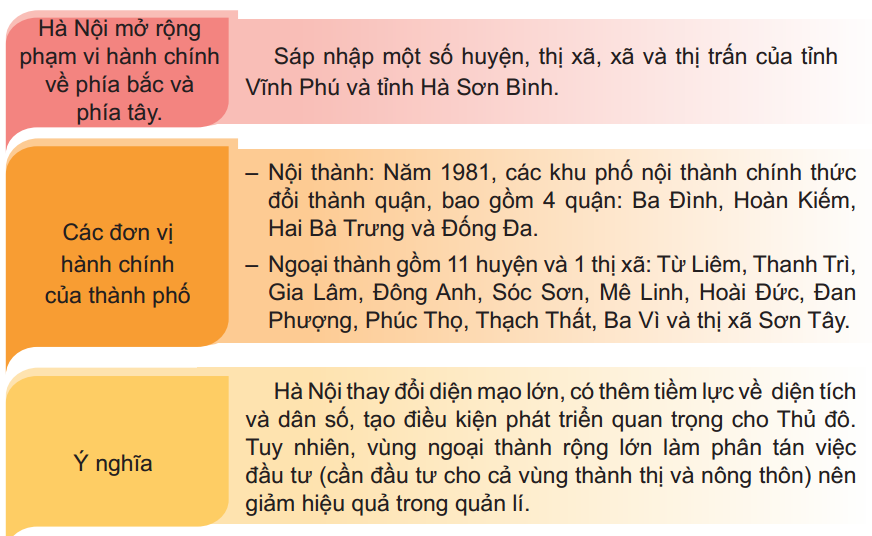 Hà Nội mở rộng
phạm vi hành chính
về phía bắc và
phía tây.
Sáp nhập một số huyện, thị xã, xã và thị trấn của tỉnh
Vĩnh Phú và tỉnh Hà Sơn Bình.
Các đơn vị
hành chính
của thành phố
– Nội thành: Năm 1981, các khu phố nội thành chính thức
đổi thành quận, bao gồm 4 quận: Ba Đình, Hoàn Kiếm,
Hai Bà Trưng và Đống Đa.
– Ngoại thành gồm 11 huyện và 1 thị xã: Từ Liêm, Thanh Trì,
Gia Lâm, Đông Anh, Sóc Sơn, Mê Linh, Hoài Đức, Đan
Phượng, Phúc Thọ, Thạch Thất, Ba Vì và thị xã Sơn Tây.
Ý nghĩa
Hà Nội thay đổi diện mạo lớn, có thêm tiềm lực về diện tích
và dân số, tạo điều kiện phát triển quan trọng cho Thủ đô.
Tuy nhiên, vùng ngoại thành rộng lớn làm phân tán việc
đầu tư (cần đầu tư cho cả vùng thành thị và nông thôn) nên
giảm hiệu quả trong quản lí.